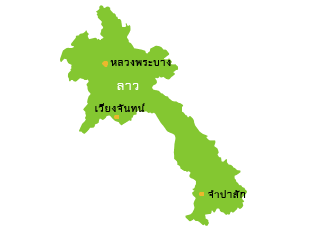 หลวงพระบาง
ลาว
เวียงจันทน์
จำปาสัก